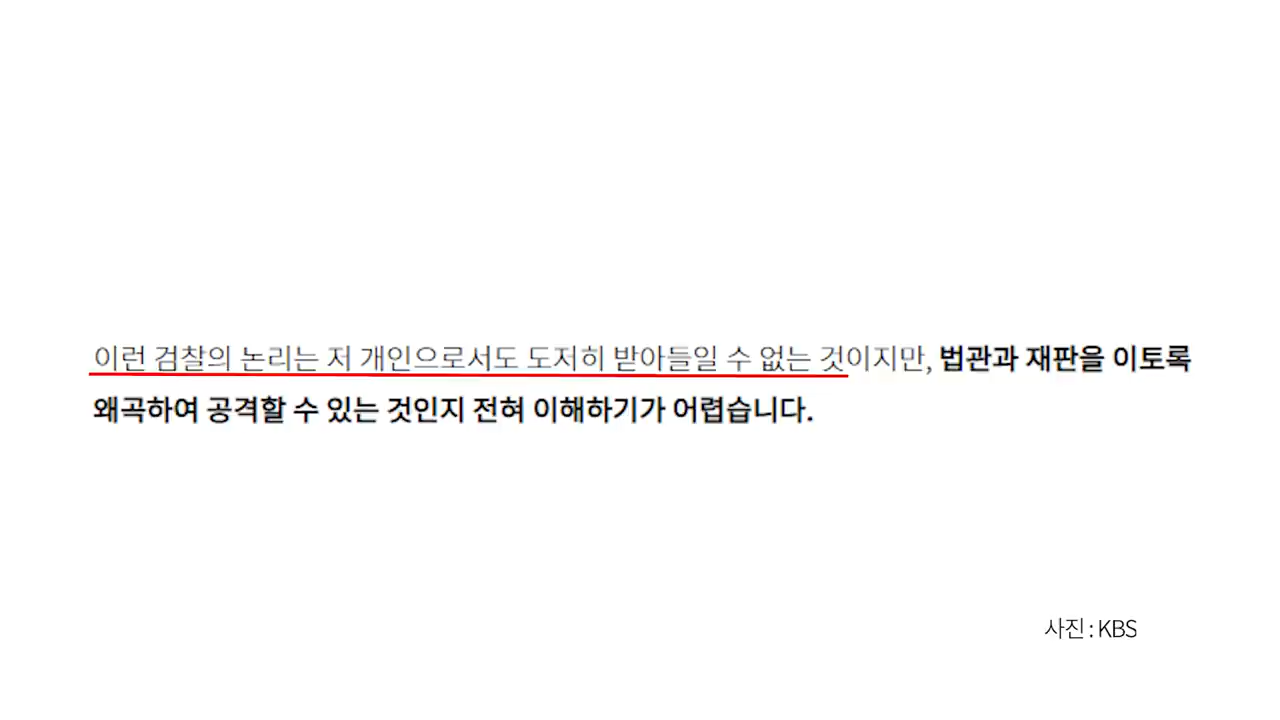 이런 검찰의 논리는 저 개인으로서도 도저히 받아들일 수 없는 것이지만, 법관과 재판을 이토록
왜곡하여 공격할 수 있는 것인지 전혀 이해하기가 어렵습니다.
사진 : KBS